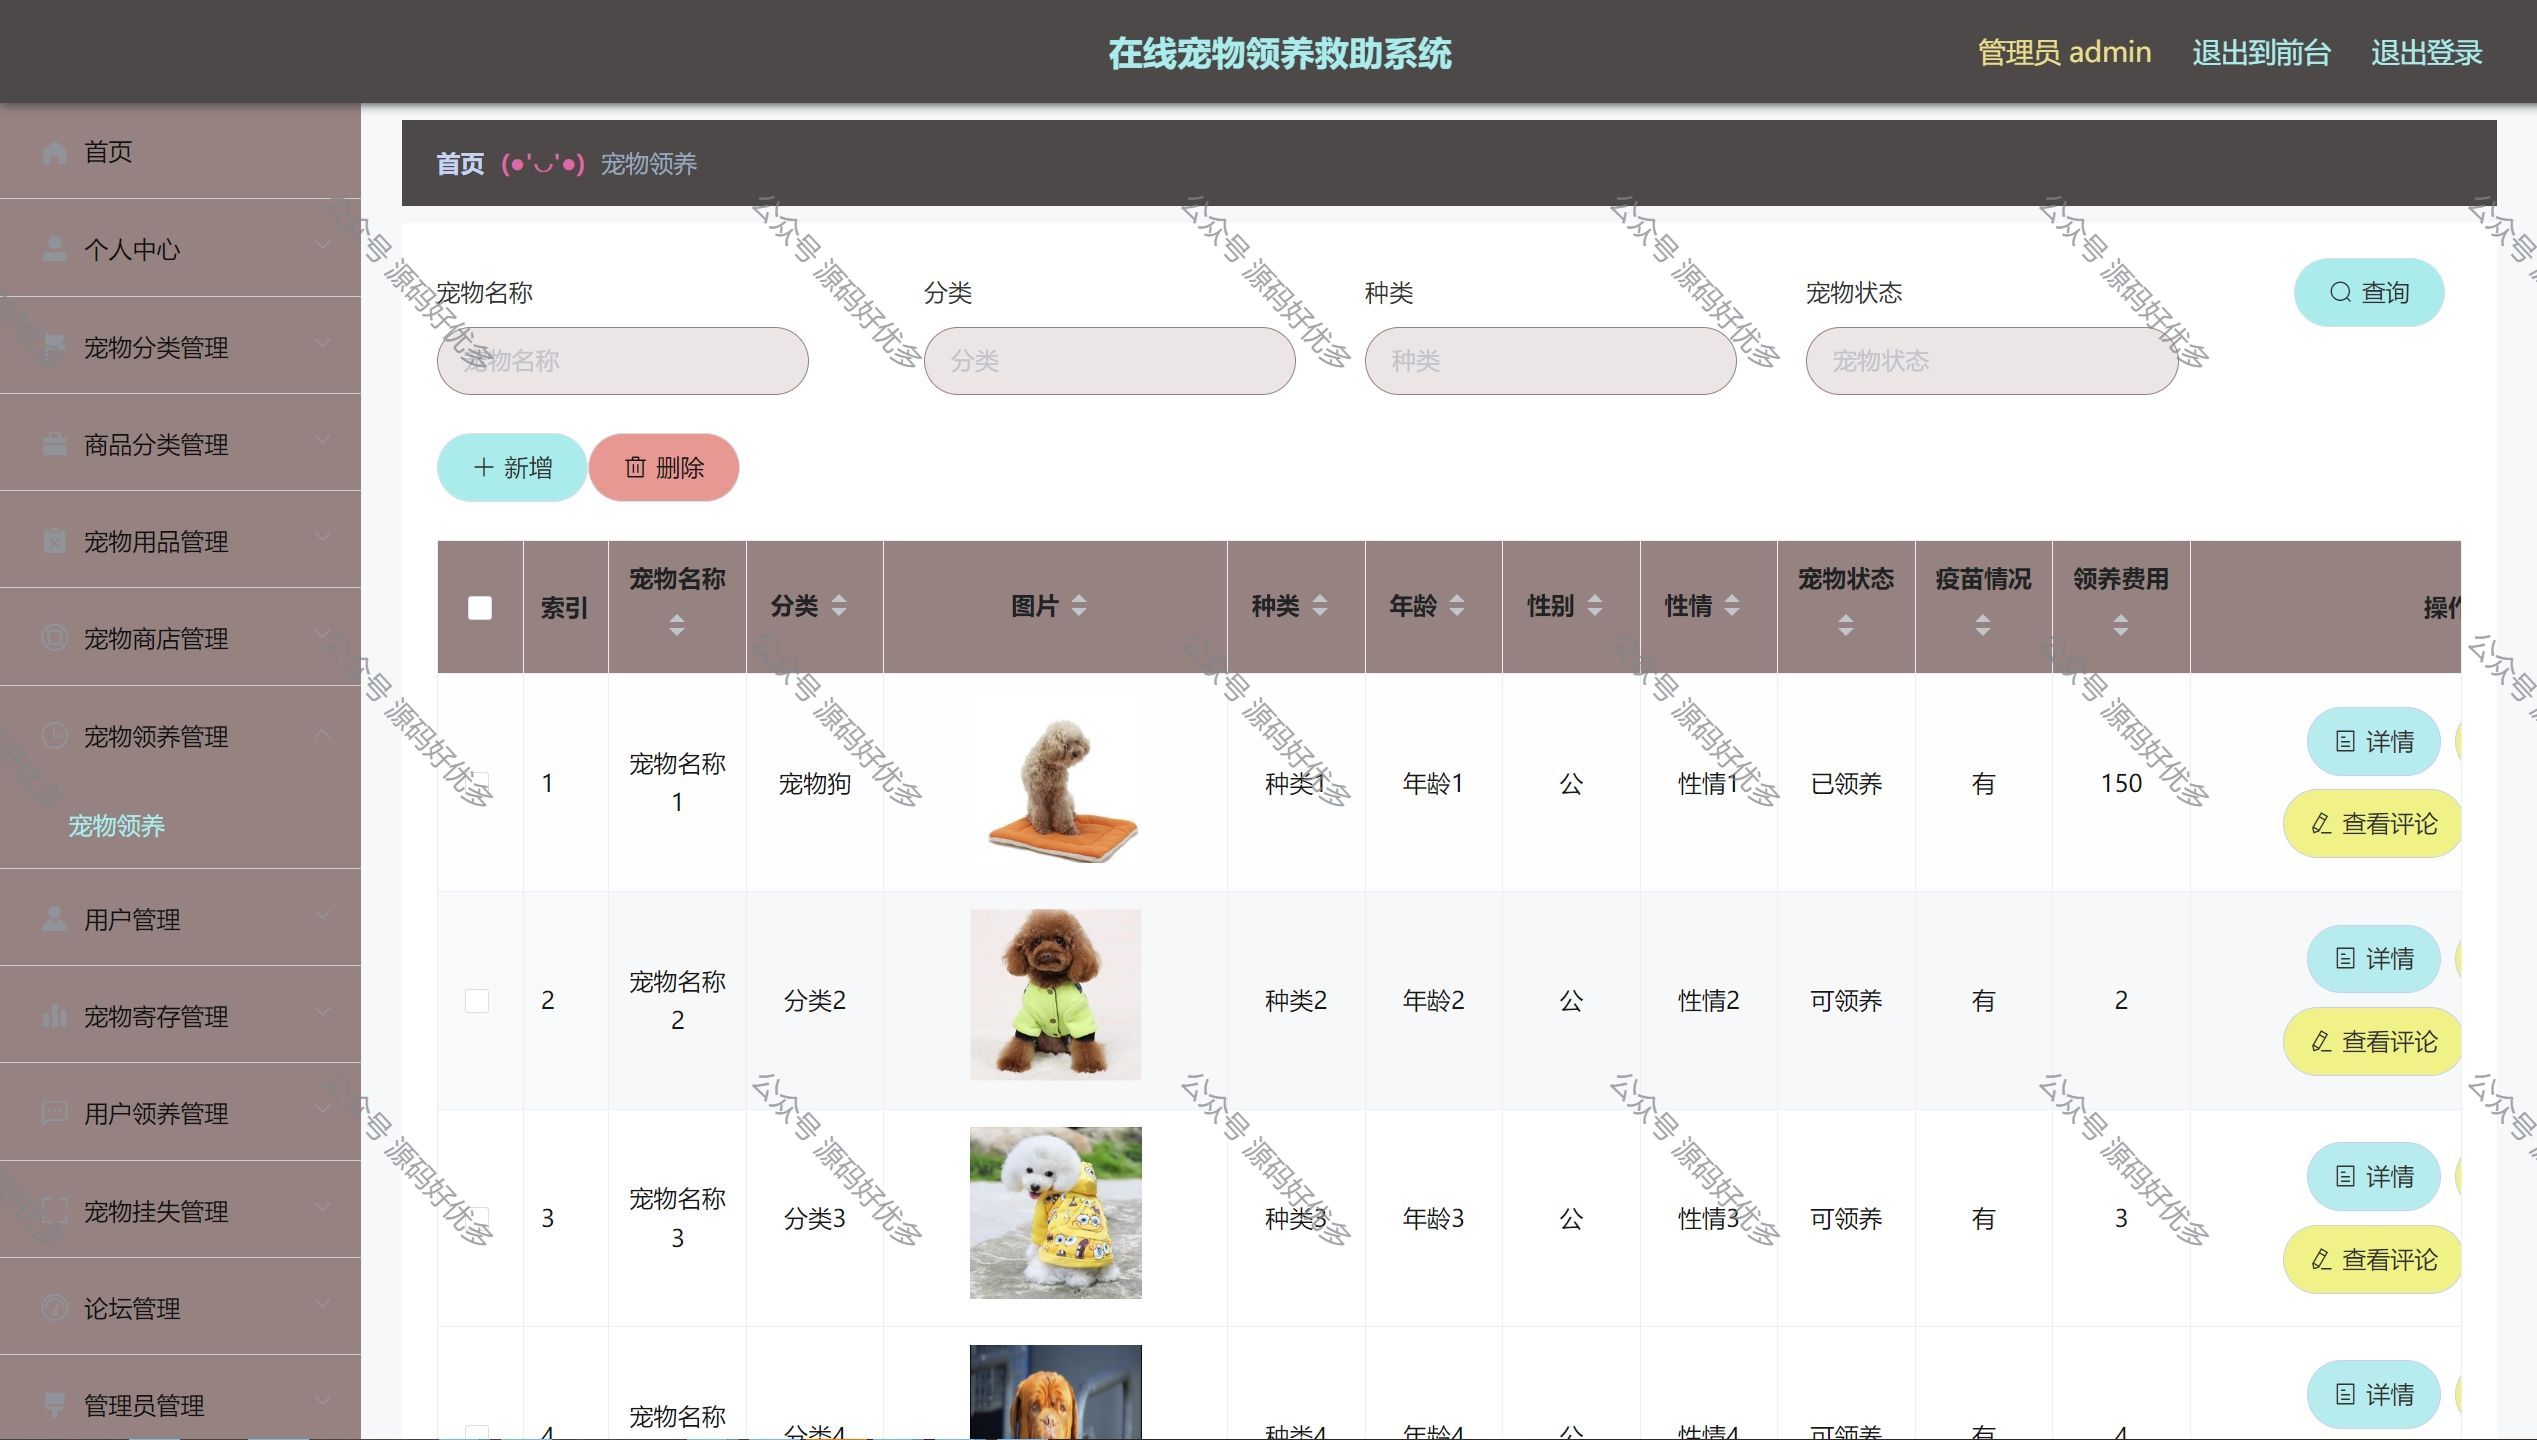 在线宠物领养救助系统
管理员 admin 退出到前台 退出登录
首页
个人中心
宠物分类管理
商品分类管理
宠物用品管理
宠物商店管理
宠物领养管理
宠物领养
用户管理
宠物寄存管理
用户领养管理
宠物挂失管理
论坛管理
管理员管理
首页 (●'◡'●) 宠物领养
宠物名称 分类 种类 宠物状态
宠物名称 分类 种类 宠物状态
查询
新增 删除
索引 宠物名称 分类 图片 种类 年龄 性别 性情 宠物状态 疫苗情况 领养费用 操作
1 宠物名称1 宠物狗 种类1 年龄1 公 性情1 已领养 有 150 详情
查看评论
2 宠物名称2 分类2 种类2 年龄2 公 性情2 可领养 有 2 详情
查看评论
3 宠物名称3 分类3 种类3 年龄3 公 性情3 可领养 有 3 详情
查看评论
4 宠物名称 分类4 种类4 年龄4 公 性情4 可领养 有 4 详情
公众号 源码好优多